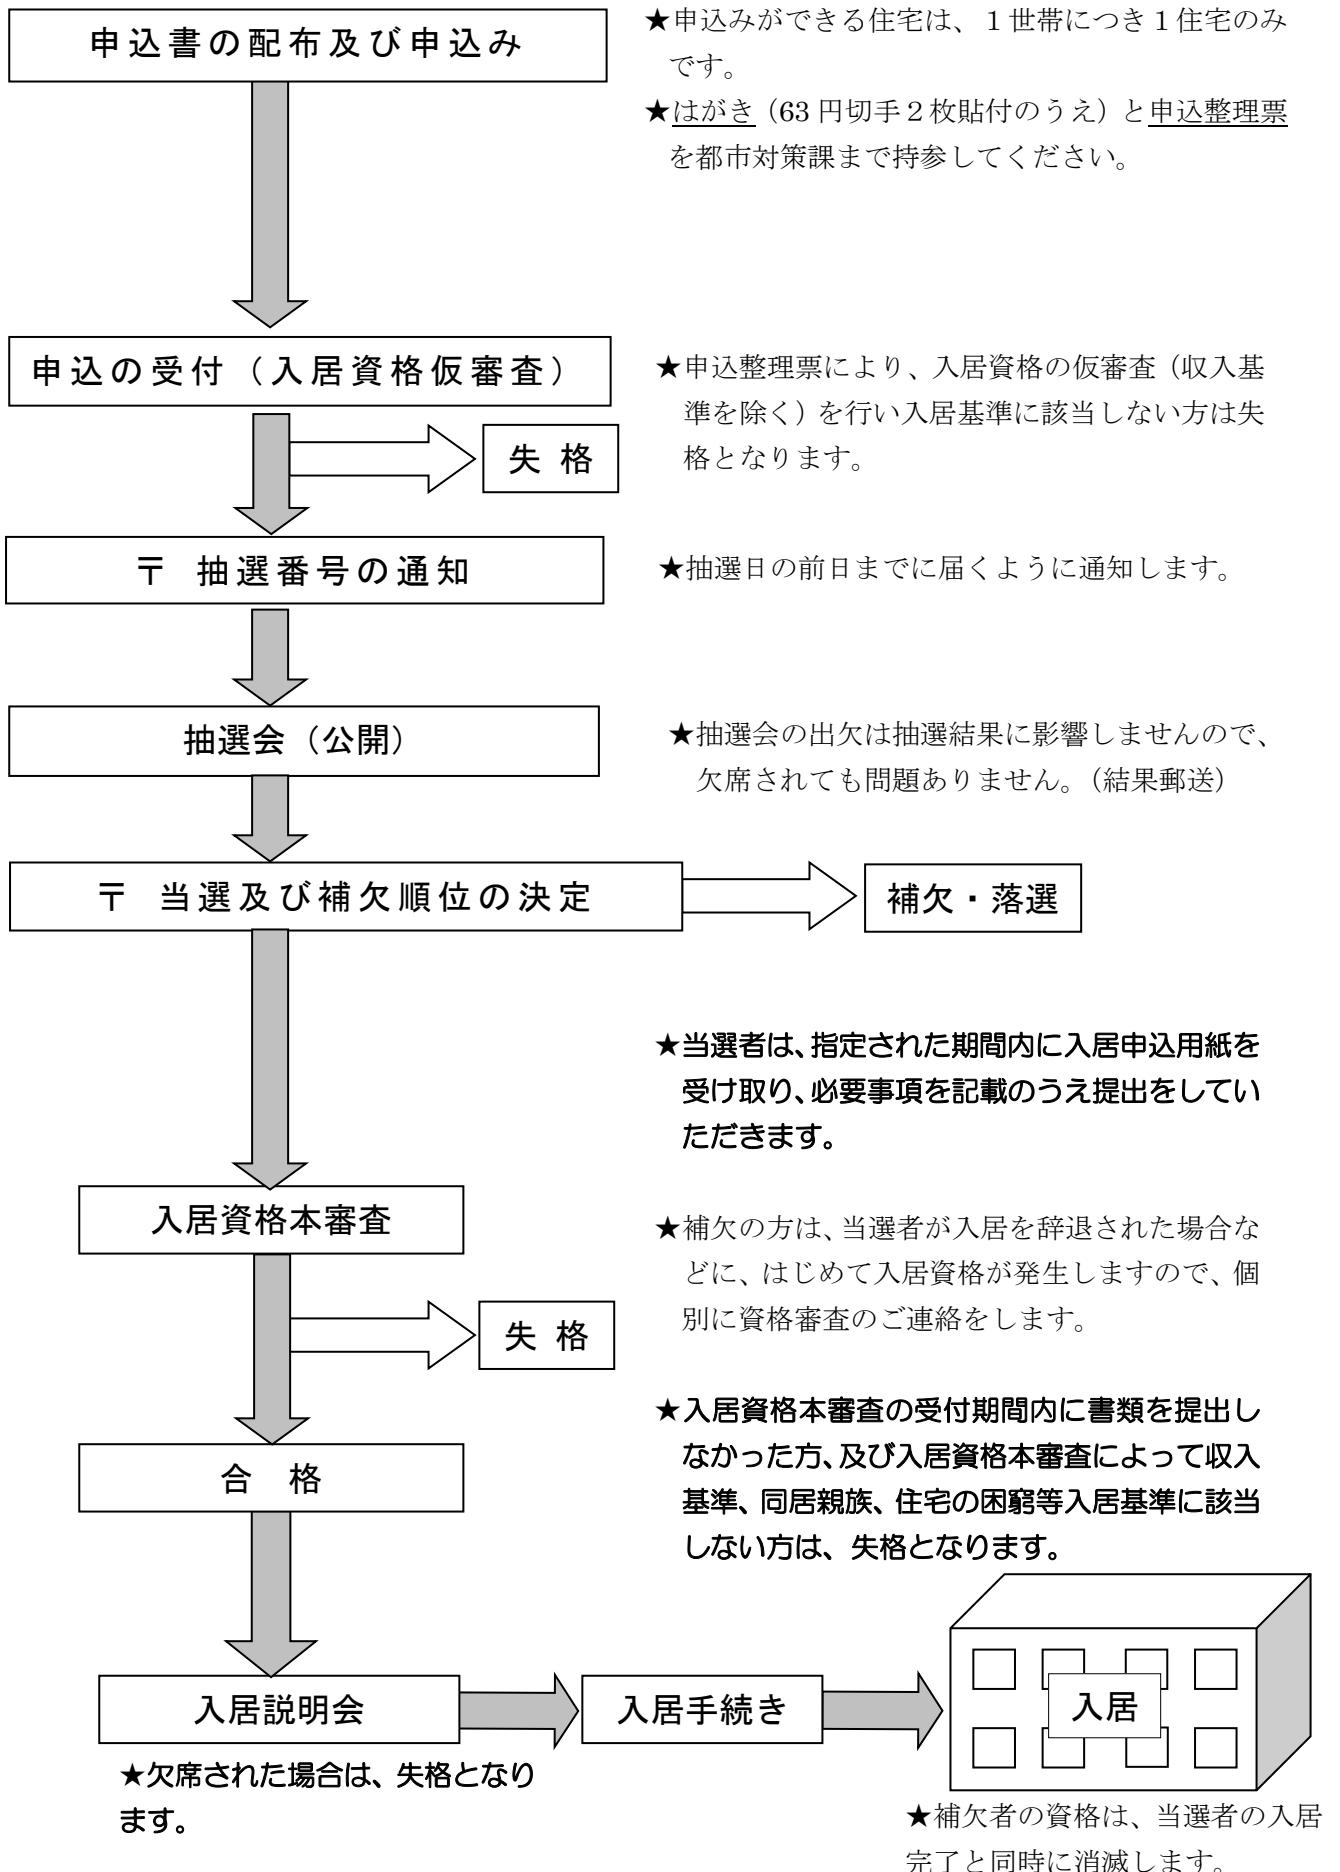 申込書の配布及び申込み
★申込みができる住宅は、１世帯につき１住宅のみ
です。
★はがき（63 円切手２枚貼付のうえ）と申込整理票
を都市対策課まで持参してください。
申込の受付（入居資格仮審査）
★申込整理票により、入居資格の仮審査（収入基
準を除く）を行い入居基準に該当しない方は失
格となります。
失 格
〒 抽選番号の通知
★抽選日の前日までに届くように通知します。
抽選会（公開）
★抽選会の出欠は抽選結果に影響しませんので、
欠席されても問題ありません。（結果郵送）
〒 当選及び補欠順位の決定
補欠・落選
★当選者は、指定された期間内に入居申込用紙を
受け取り、必要事項を記載のうえ提出をしてい
ただきます。
入居資格本審査
★補欠の方は、当選者が入居を辞退された場合な
どに、はじめて入居資格が発生しますので、個
別に資格審査のご連絡をします。
失 格
★入居資格本審査の受付期間内に書類を提出し
なかった方、及び入居資格本審査によって収入
基準、同居親族、住宅の困窮等入居基準に該当
しない方は、失格となります。
合　格
入居説明会
入居手続き
入居
★欠席された場合は、失格となり
ます。
★補欠者の資格は、当選者の入居
完了と同時に消滅します。